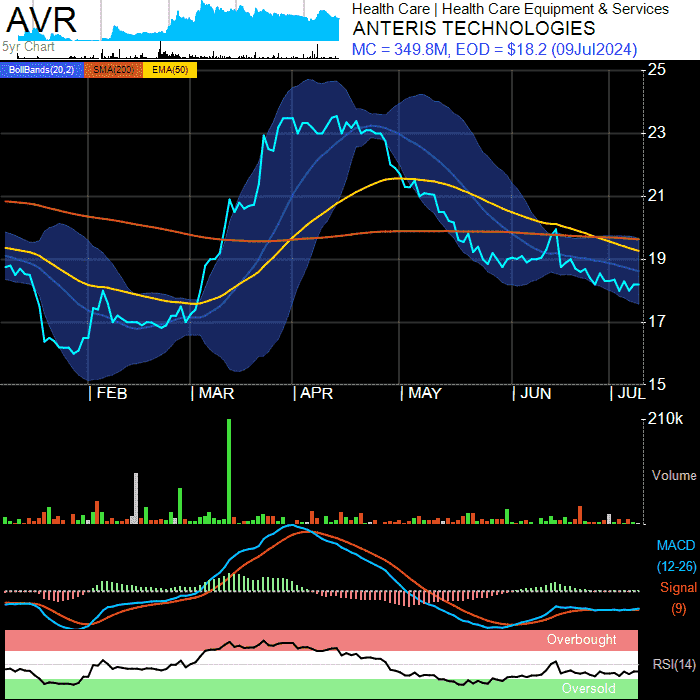 AVR
5yr Chart
Health Care | Health Care Equipment & Services
ANTERIS TECHNOLOGIES
MC = 349.8M, EOD = $18.2 (09Jul2024)
BollBands(20,2) SMA(200) EMA(50)
25
23
21
19
17
15
| FEB | MAR | APR | MAY | JUN | JUL
210k
Volume
MACD
(12-26)
Signal
(9)
Overbought
RSI(14)
Oversold